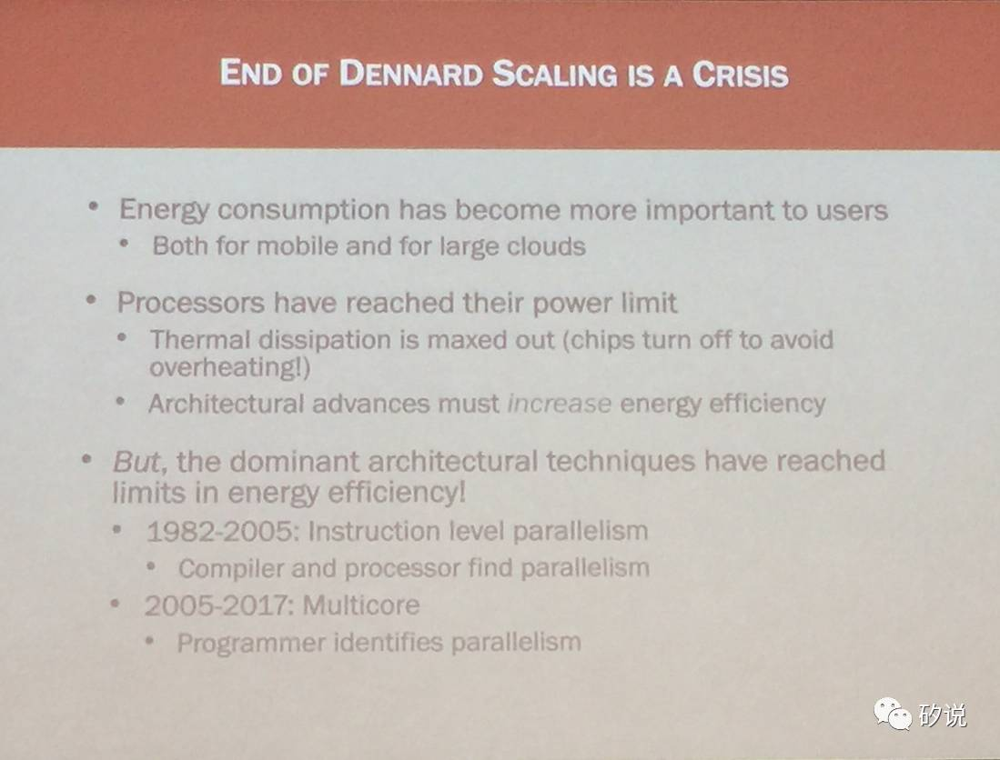 END OF DENNARD SCALING IS A CRISIS
• Energy consumption has become more important to users
• Both for mobile and for large clouds
• Processors have reached their power limit
• Thermal dissipation is maxed out (chips turn off to avoid
overheating!)
• Architectural advances must increase energy efficiency
• But, the dominant architectural techniques have reached
limits in energy efficiency!
• 1982-2005: Instruction level parallelism
• Compiler and processor find parallelism
• 2005-2017: Multicore
• Programmer identifies parallelism
矽说